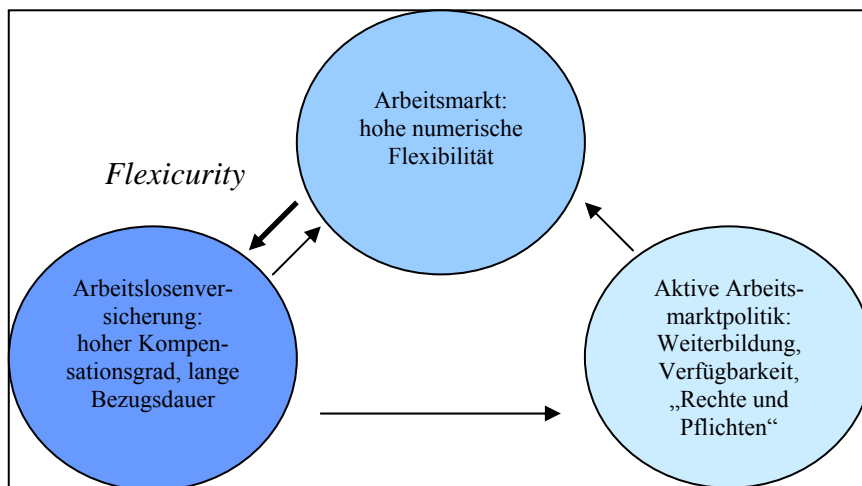 Arbeitsmarkt:
hohe numerische
Flexibilität
Flexicurity
Arbeitslosenver-
sicherung:
hoher Kompen-
sationsgrad, lange
Bezugsdauer
Aktive Arbeits-
marktpolitik:
Weiterbildung,
Verfügbarkeit,
„Rechte und
Pflichten“